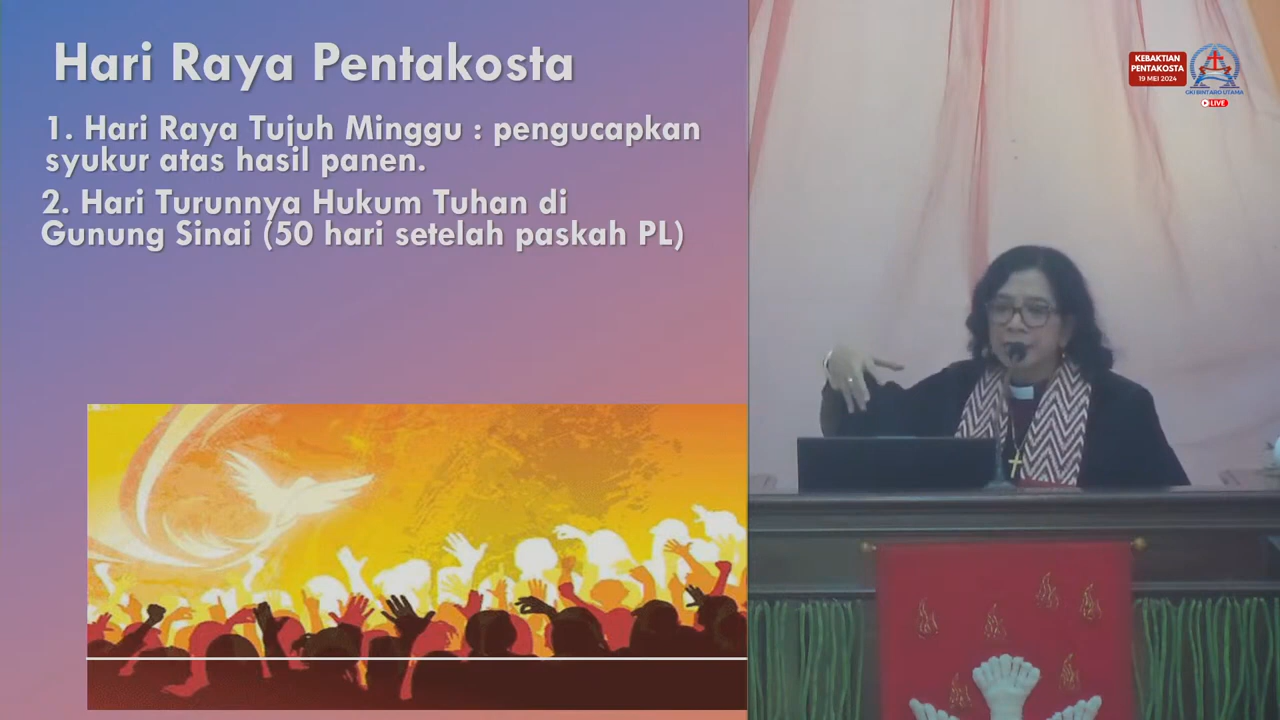 Hari Raya Pentakosta
1. Hari Raya Tujuh Minggu : pengucapkan
syukur atas hasil panen.
2. Hari Turunnya Hukum Tuhan di
Gunung Sinai (50 hari setelah paskah PL)
KEBAKTIAN
PENTAKOSTA
19 MEI 2024
GKI BINTARO UTAMA
LIVE